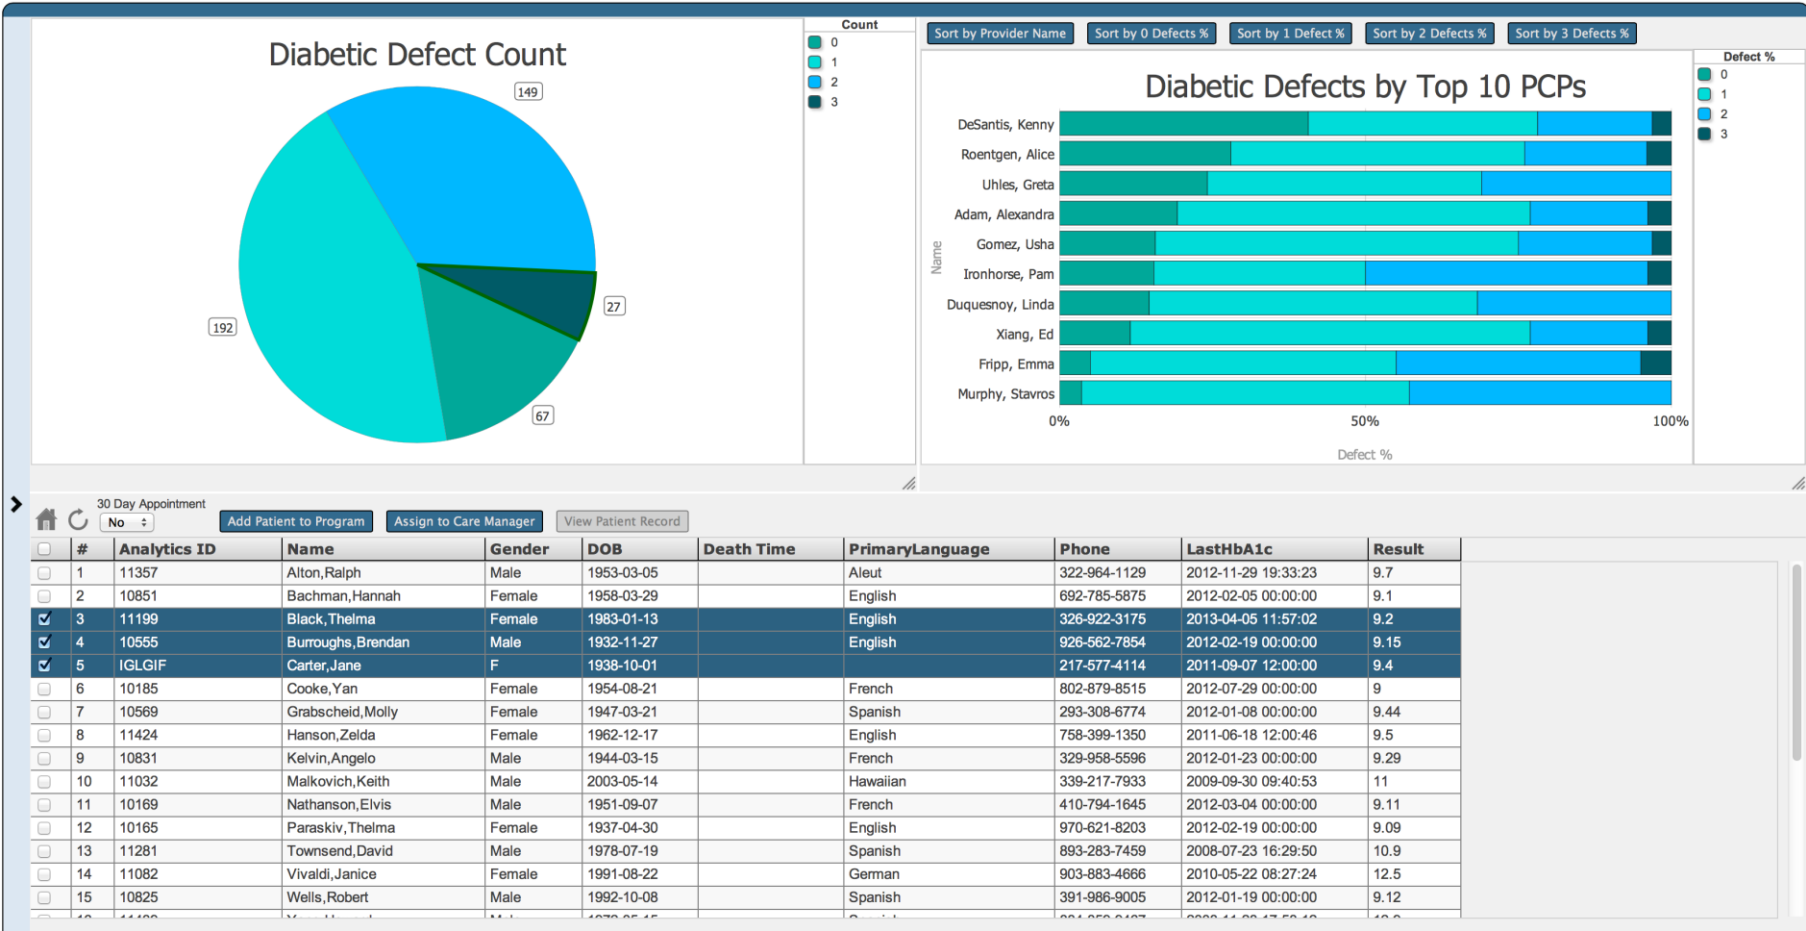 Diabetic Defect Count
149
27
67
192
Count
0
1
2
3
Sort by Provider Name Sort by 0 Defects % Sort by 1 Defect % Sort by 2 Defects % Sort by 3 Defects %
Diabetic Defects by Top 10 PCPs
Name
DeSantis, Kenny
Roentgen, Alice
Uhles, Greta
Adam, Alexandra
Gomez, Usha
Ironhorse, Pam
Duquesnoy, Linda
Xiang, Ed
Fripp, Emma
Murphy, Stavros
0% 50% 100%
Defect %
Defect %
0
1
2
3
30 Day Appointment
No Add Patient to Program Assign to Care Manager View Patient Record
# Analytics ID Name Gender DOB Death Time PrimaryLanguage Phone LastHbA1c Result
1 11357 Alton,Ralph Male 1953-03-05 Aleut 322-964-1129 2012-11-29 19:33:23 9.7
2 10851 Bachman,Hannah Female 1958-03-29 English 692-785-5875 2012-02-05 00:00:00 9.1
3 11199 Black,Thelma Female 1983-01-13 English 326-922-3175 2013-04-05 11:57:02 9.2
4 10555 Burroughs,Brendan Male 1932-11-27 English 926-562-7854 2012-02-19 00:00:00 9.15
5 IGLGIF Carter,Jane F 1938-10-01 217-577-4114 2011-09-07 12:00:00 9.4
6 10185 Cooke,Yan Female 1954-08-21 French 802-879-8515 2012-07-29 00:00:00 9
7 10569 Grabscheid,Molly Female 1947-03-21 Spanish 293-308-6774 2012-01-08 00:00:00 9.44
8 11424 Hanson,Zelda Female 1962-12-17 English 758-399-1350 2011-06-18 12:00:46 9.5
9 10831 Kelvin,Angelo Male 1944-03-15 French 329-958-5596 2012-01-23 00:00:00 9.29
10 11032 Malkovich,Keith Male 2003-05-14 Hawaiian 339-217-7933 2009-09-30 09:40:53 11
11 10169 Nathanson,Elvis Male 1951-09-07 French 410-794-1645 2012-03-04 00:00:00 9.11
12 10165 Paraskiv,Thelma Female 1937-04-30 English 970-621-8203 2012-02-19 00:00:00 9.09
13 11281 Townsend,David Male 1978-07-19 Spanish 893-283-7459 2008-07-23 16:29:50 10.9
14 11082 Vivaldi,Janice Female 1991-08-22 German 903-883-4666 2010-05-22 08:27:24 12.5
15 10825 Wells,Robert Male 1992-10-08 Spanish 391-986-9005 2012-01-19 00:00:00 9.12